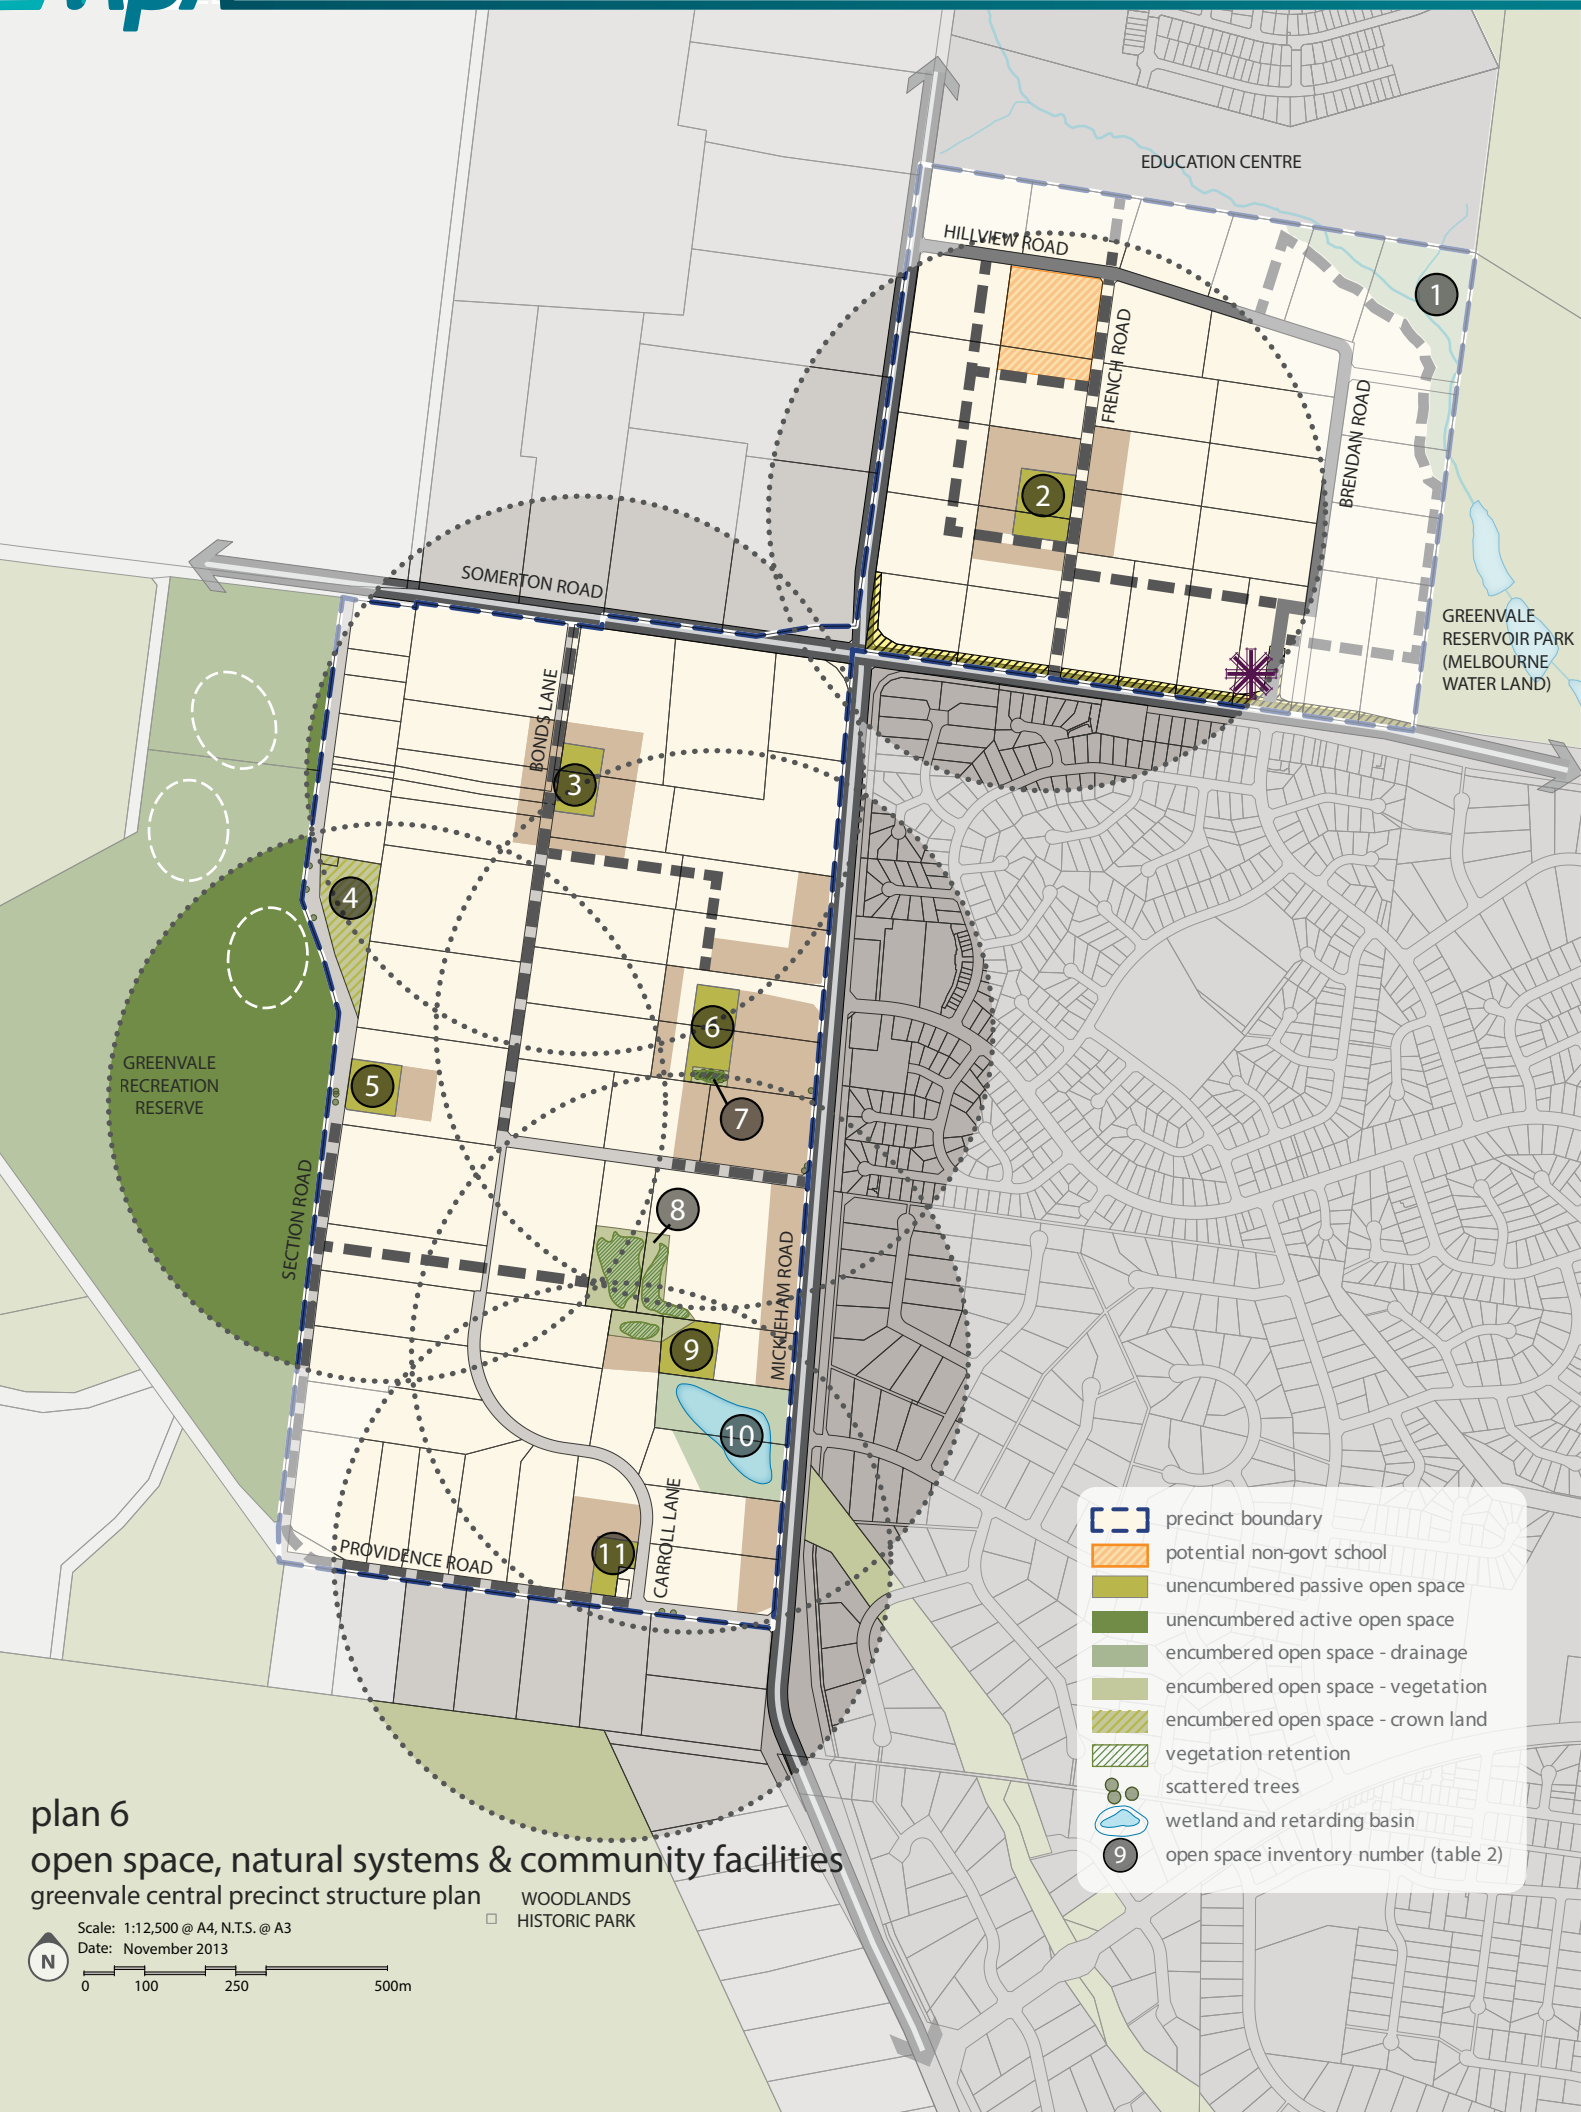 EDUCATION CENTRE
HILLVIEW ROAD
1
FRENCH ROAD
BRENDAN ROAD
2
SOMERTON ROAD
GREENVALE
RESERVOIR PARK
(MELBOURNE
WATER LAND)
BONDS LANE
3
4
6
GREENVALE
RECREATION
RESERVE
5
7
SECTION ROAD
8
MICKLEHAM ROAD
9
10
CARROLL LANE
PROVIDENCE ROAD
11
precinct boundary
potential non-govt school
unencumbered passive open space
unencumbered active open space
encumbered open space - drainage
encumbered open space - vegetation
encumbered open space - crown land
vegetation retention
scattered trees
wetland and retarding basin
9 open space inventory number (table 2)
plan 6
open space, natural systems & community facilities
greenvale central precinct structure plan
WOODLANDS
HISTORIC PARK
Scale: 1:12,500 @ A4, N.T.S. @ A3
Date: November 2013
N
0 100 250 500m